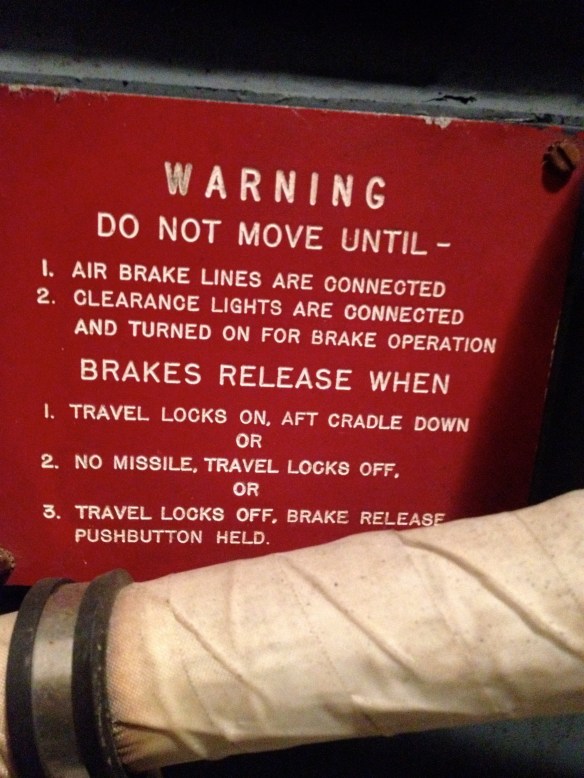 WARNING
DO NOT MOVE UNTIL -
1. AIR BRAKE LINES ARE CONNECTED
2. CLEARANCE LIGHTS ARE CONNECTED
AND TURNED ON FOR BRAKE OPERATION
BRAKES RELEASE WHEN
1. TRAVEL LOCKS ON, AFT CRADLE DOWN
OR
2. NO MISSILE, TRAVEL LOCKS OFF,
OR
3. TRAVEL LOCKS OFF, BRAKE RELEASE
PUSHBUTTON HELD.